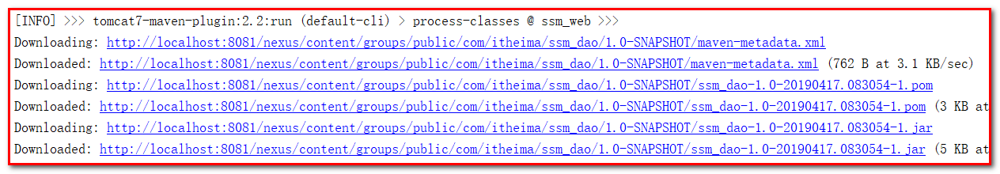 [INFO] >>> tomcat7-maven-plugin:2.2:run (default-cli) > process-classes @ ssm_web >>>
Downloading: http://localhost:8081/nexus/content/groups/public/com/itheima/ssm_dao/1.0-SNAPSHOT/maven-metadata.xml
Downloaded: http://localhost:8081/nexus/content/groups/public/com/itheima/ssm_dao/1.0-SNAPSHOT/maven-metadata.xml (762 B at 3.1 KB/sec)
Downloading: http://localhost:8081/nexus/content/groups/public/com/itheima/ssm_dao/1.0-SNAPSHOT/ssm_dao-1.0-20190417.083054-1.pom
Downloaded: http://localhost:8081/nexus/content/groups/public/com/itheima/ssm_dao/1.0-SNAPSHOT/ssm_dao-1.0-20190417.083054-1.pom (3 KB at
Downloading: http://localhost:8081/nexus/content/groups/public/com/itheima/ssm_dao/1.0-SNAPSHOT/ssm_dao-1.0-20190417.083054-1.jar
Downloaded: http://localhost:8081/nexus/content/groups/public/com/itheima/ssm_dao/1.0-SNAPSHOT/ssm_dao-1.0-20190417.083054-1.jar (5 KB at